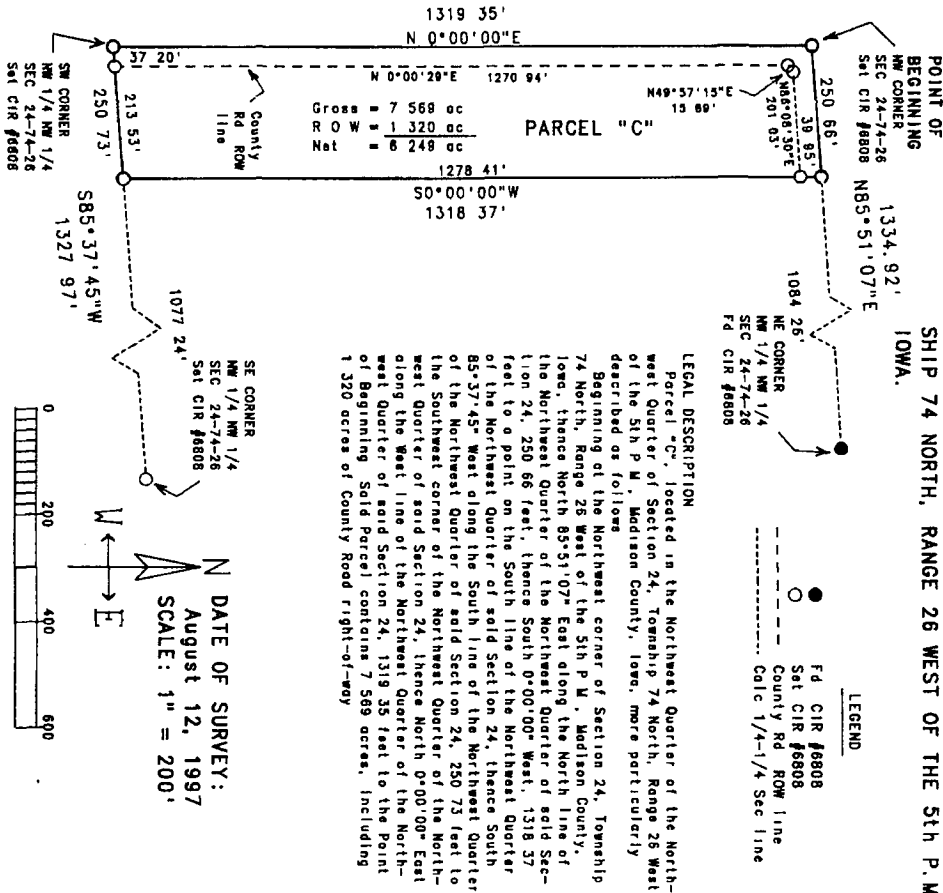 SHIP 74 NORTH, RANGE 26 WEST OF THE 5th P.M
IOWA.
POINT OF
BEGINNING
NW CORNER
SEC 24-74-26
Set CIR #6808
1334.92'
N85°51'07"E
250 66'
39 95'
N86°06'30"E
201 03'
N49°57'15"E
15 69'
1084 26'
NE CORNER
NW 1/4 NW 1/4
SEC 24-74-26
Fd CIR #6808
1319 35'
N 0°00'00"E
N 0°00'29"E 1270 94'
37 20'
County
Rd ROW
line
Gross = 7 569 ac
R O W = 1 320 ac
Net = 6 249 ac
PARCEL "C"
1278 41'
S0°00'00"W
1318 37'
SW CORNER
NW 1/4 NW 1/4
SEC 24-74-26
Set CIR #6808
213 53'
250 73'
S85°37'45"W
1327 97'
1077 24'
SE CORNER
NW 1/4 NW 1/4
SEC 24-74-26
Set CIR #6808
LEGEND
Fd CIR #6808
Set CIR #6808
County Rd ROW line
Calc 1/4-1/4 Sec line
LEGAL DESCRIPTION
Parcel "C", located in the Northwest Quarter of the North-
west Quarter of Section 24, Township 74 North, Range 26 West
of the 5th P M , Madison County, Iowa, more particularly
described as follows
Beginning at the Northwest corner of Section 24, Township
74 North, Range 26 West of the 5th P M , Madison County,
Iowa, thence North 85°51'07" East along the North line of
the Northwest Quarter of the Northwest Quarter of said Sec-
tion 24, 250 66 feet, thence South 0°00'00" West, 1318 37
feet to a point on the South line of the Northwest Quarter
of the Northwest Quarter of said Section 24, thence South
85°37'45" West along the South line of the Northwest Quarter
of the Northwest Quarter of said Section 24, 250 73 feet to
the Southwest corner of the Northwest Quarter of the North-
west Quarter of said Section 24, thence North 0°00'00" East
along the West line of the Northwest Quarter of the North-
west Quarter of said Section 24, 1319 35 feet to the Point
of Beginning Said Parcel contains 7 569 acres, including
1 320 acres of County Road right-of-way
W
E
N
DATE OF SURVEY:
August 12, 1997
SCALE: 1" = 200'
0 200 400 600